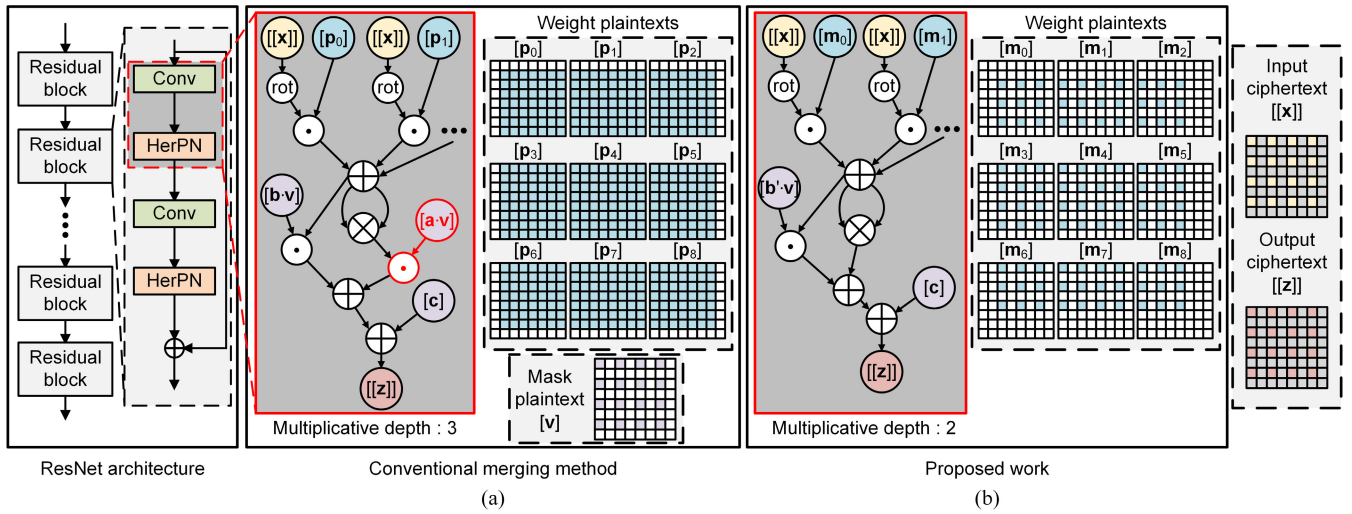 Residual
block
Residual
block
Residual
block
Residual
block
Conv
HerPN
Conv
HerPN
ResNet architecture
[[x]]
[p0]
[[x]]
[p1]
rot
rot
[b·v]
[a·v]
[c]
[[z]]
Multiplicative depth : 3
Weight plaintexts
[p0] [p1] [p2]
[p3] [p4] [p5]
[p6] [p7] [p8]
Mask
plaintext
[v]
Conventional merging method
(a)
[[x]]
[m0]
[[x]]
[m1]
rot
rot
[b'·v]
[c]
[[z]]
Multiplicative depth : 2
Weight plaintexts
[m0] [m1] [m2]
[m3] [m4] [m5]
[m6] [m7] [m8]
Proposed work
(b)
Input
ciphertext
[[x]]
Output
ciphertext
[[z]]